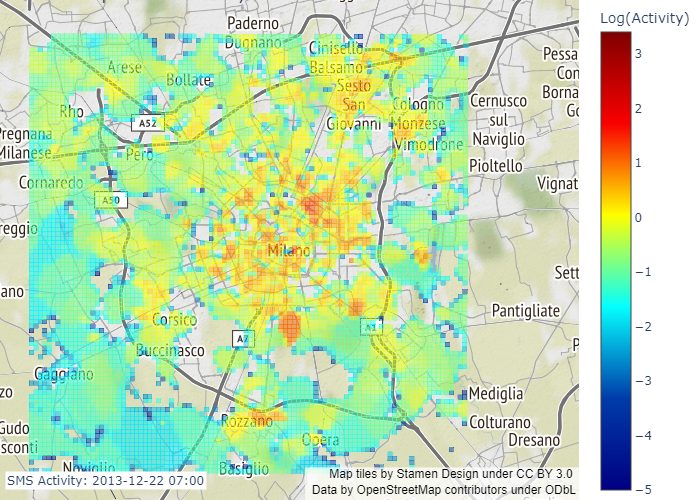 Log(Activity)
3
2
1
0
−1
−2
−3
−4
−5
Paderno
Dugnano
Cinisello
Balsamo
Arese
Bollate
Sesto
San
Giovanni
Cologno
Monzese
Vimodrone
Cernusco
sul
Naviglio
Pessa
Con
Borna
Go
Rho
A52
Pregnana
Milanese
Pero
Pioltello
Cornaredo
Vignat
A50
reggio
Milano
Sett
ano
Pantigliate
Corsico
A1
A7
P
Buccinasco
Gaggiano
zo
Mediglia
Rozzano
Colturano
Gudo
sconti
Opera
Dresano
Noviglio
Basiglio
SMS Activity: 2013-12-22 07:00
Map tiles by Stamen Design under CC BY 3.0
Data by OpenStreetMap contributors under ODbL